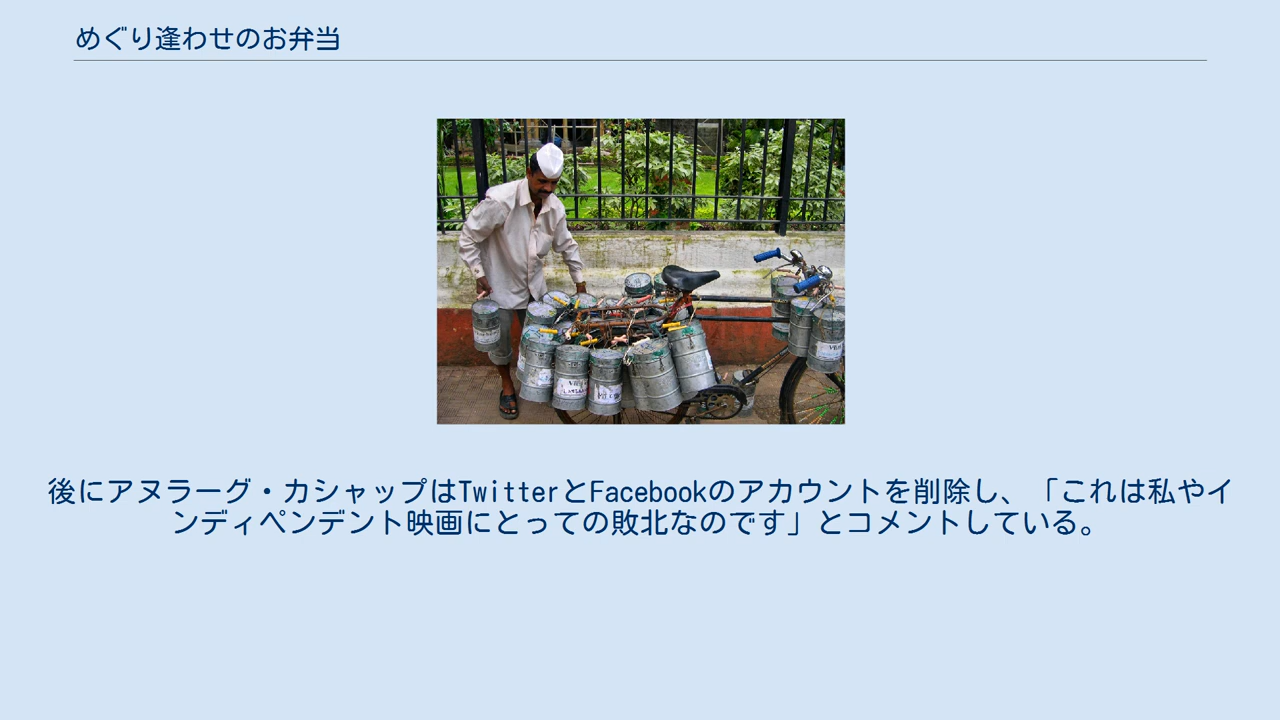 めぐり逢わせのお弁当
後にアヌラーグ・カシャップはTwitterとFacebookのアカウントを削除し、「これは私やイ
ンディペンデント映画にとっての敗北なのです」とコメントしている。